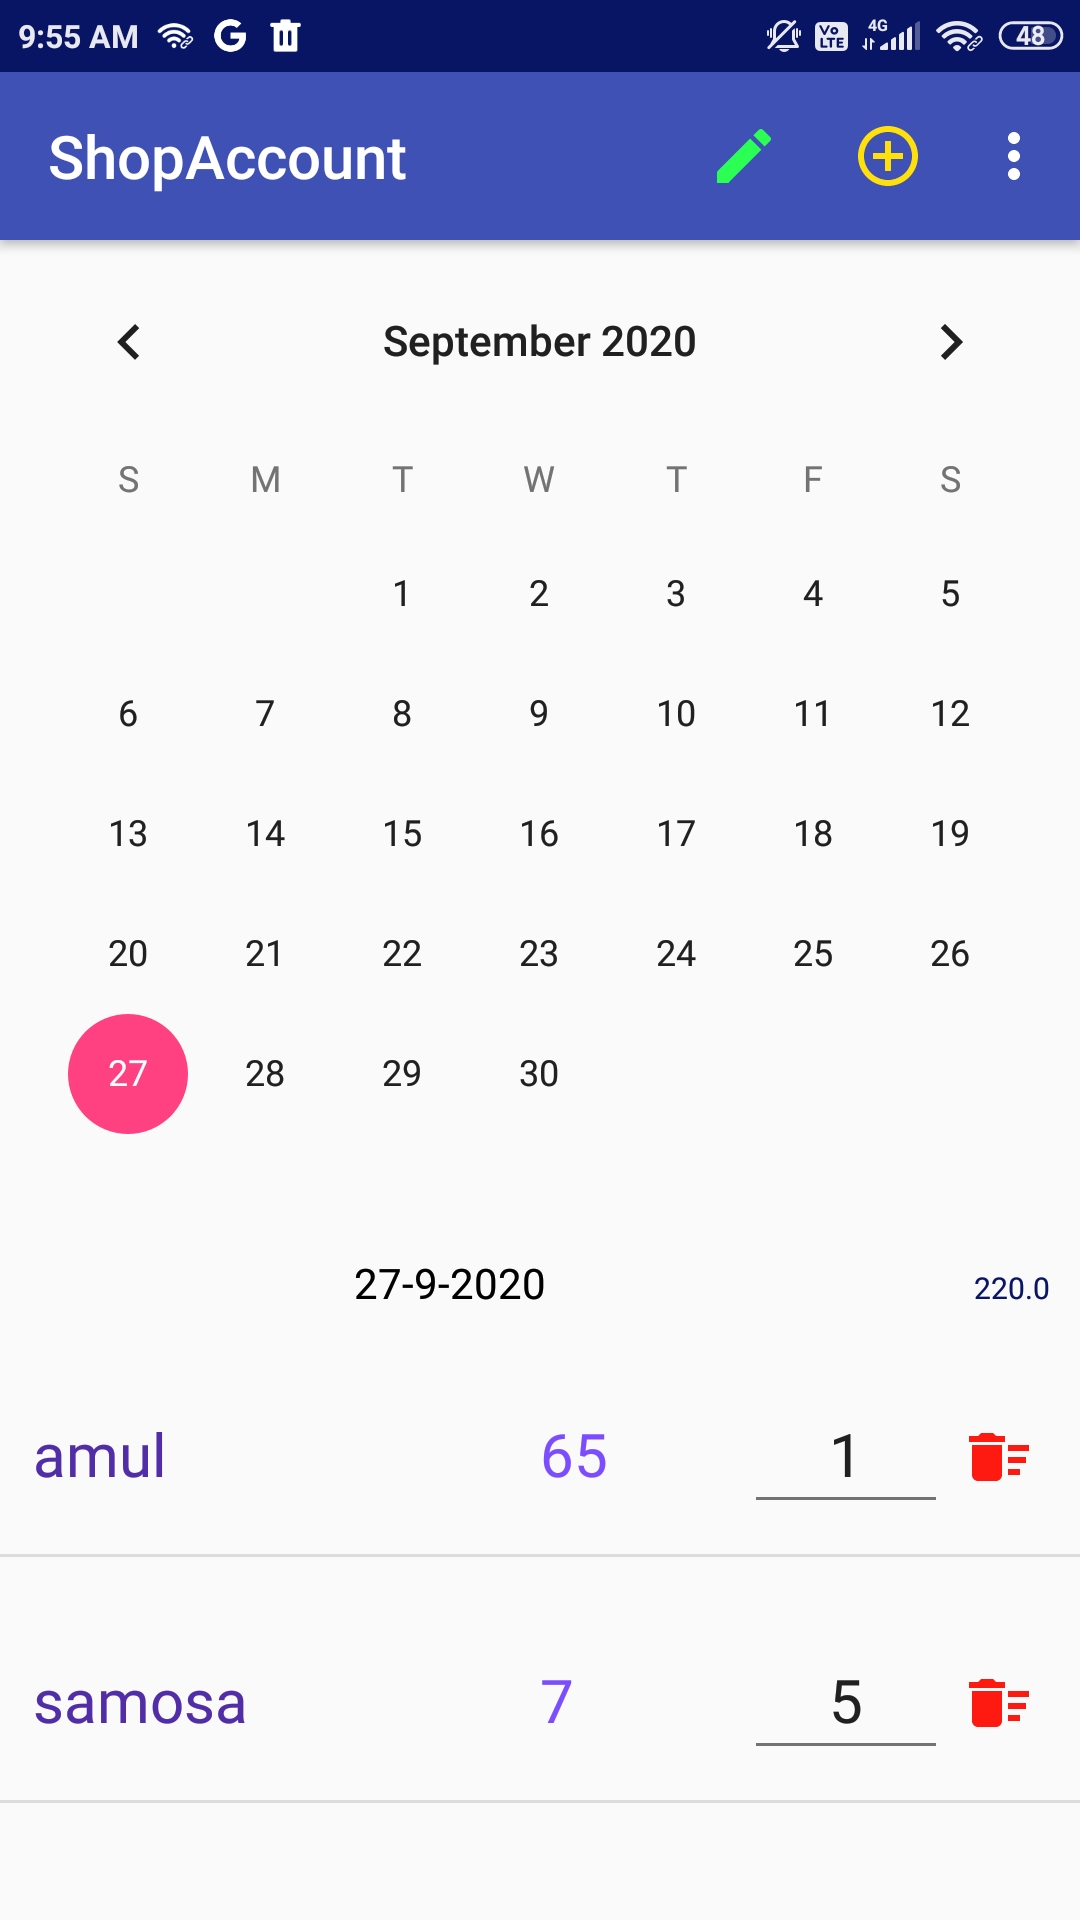 9:55 AM G Vo LTE 4G 48
ShopAccount
September 2020
S M T W T F S
1 2 3 4 5
6 7 8 9 10 11 12
13 14 15 16 17 18 19
20 21 22 23 24 25 26
27 28 29 30
27-9-2020 220.0
amul 65 1
samosa 7 5